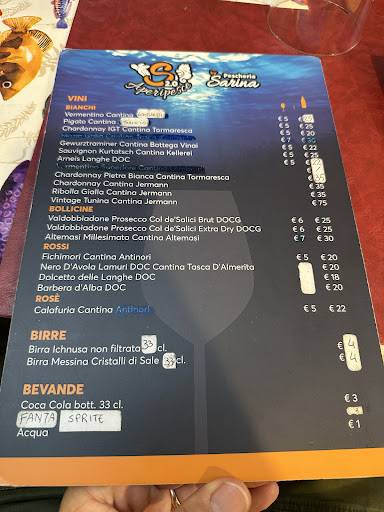 S 2.0
Aperipesce
by Pescheria
Sarina
VINI
BIANCHI
Vermentino Cantina € 5 €
Pigato Cantina € 5 € 25
Chardonnay IGT Cantina Tormaresca € 5 € 20
€ 7 € 30
Gewurztraminer Cantina Bottega Vinai € 5 € 22
Sauvignon Kurtatsch Cantina Kellerei € 5 € 25
Arneis Langhe DOC € 5 € 22
Chardonnay Pietra Bianca Cantina Tormaresca
Chardonnay Cantina Jermann € 35
Ribolla Gialla Cantina Jermann € 35
Vintage Tunina Cantina Jermann € 75
BOLLICINE
Valdobbiadene Prosecco Col de'Salici Brut DOCG € 6 € 25
Valdobbiadene Prosecco Col de'Salici Extra Dry DOCG € 6 € 25
Altemasi Millesimato Cantina Altemasi € 7 € 30
ROSSI
Fichimori Cantina Antinori € 5 € 20
Nero D'Avola Lamuri DOC Cantina Tasca D'Almerita € 20
Dolcetto delle Langhe DOC € 18
Barbera d'Alba DOC € 20
ROSÈ
Calafuria Cantina Antinori € 5 € 22
BIRRE
Birra Ichnusa non filtrata 33 cl. € 4
Birra Messina Cristalli di Sale 33 cl. € 4
BEVANDE
Coca Cola bott. 33 cl. € 3
FANTA SPRITE
Acqua € 1